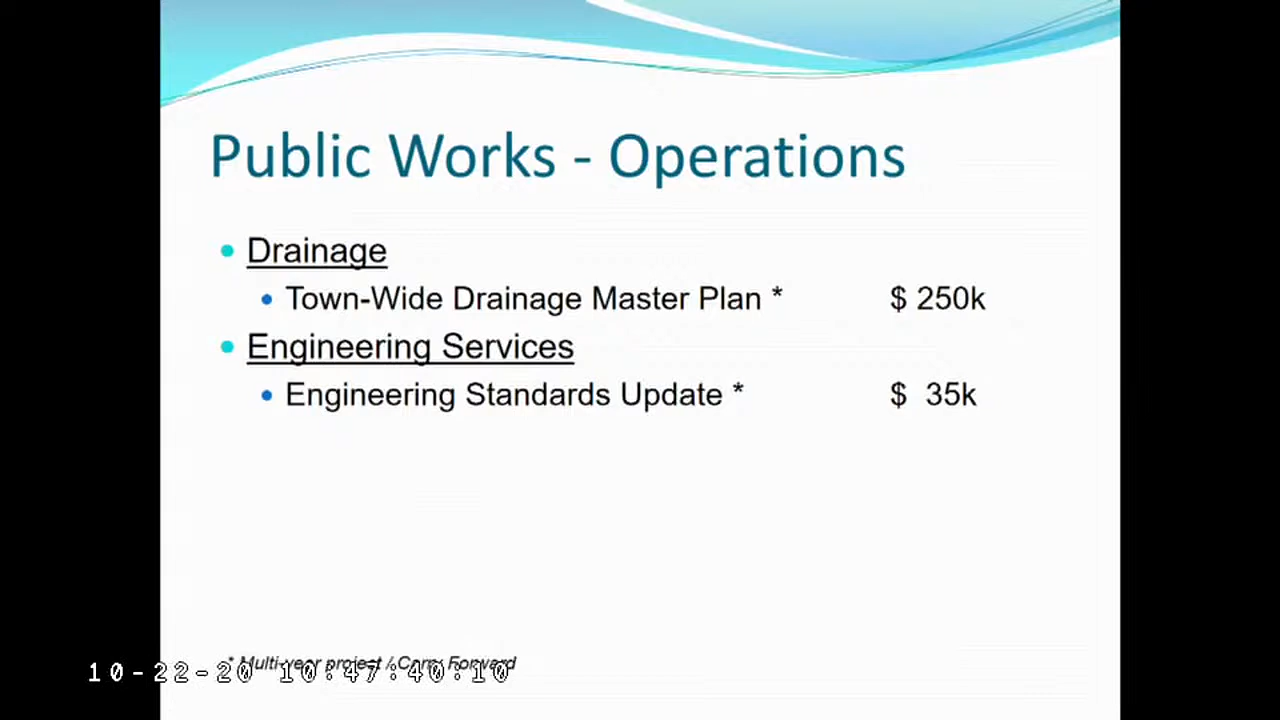 Public Works - Operations
Drainage
Town-Wide Drainage Master Plan * $ 250k
Engineering Services
Engineering Standards Update * $ 35k
* Multi-year project / Carry Forward
10-22-20 10:47:40:10